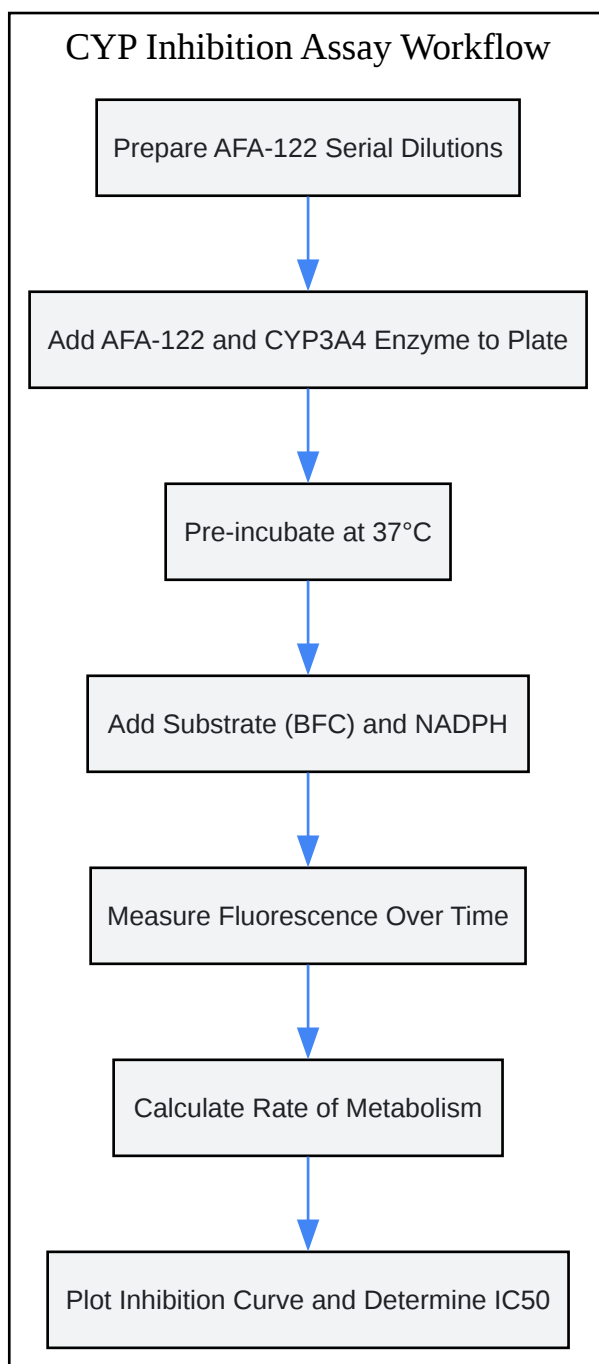 CYP Inhibition Assay Workflow
Prepare AFA-122 Serial Dilutions
Add AFA-122 and CYP3A4 Enzyme to Plate
Pre-incubate at 37°C
Add Substrate (BFC) and NADPH
Measure Fluorescence Over Time
Calculate Rate of Metabolism
Plot Inhibition Curve and Determine IC50